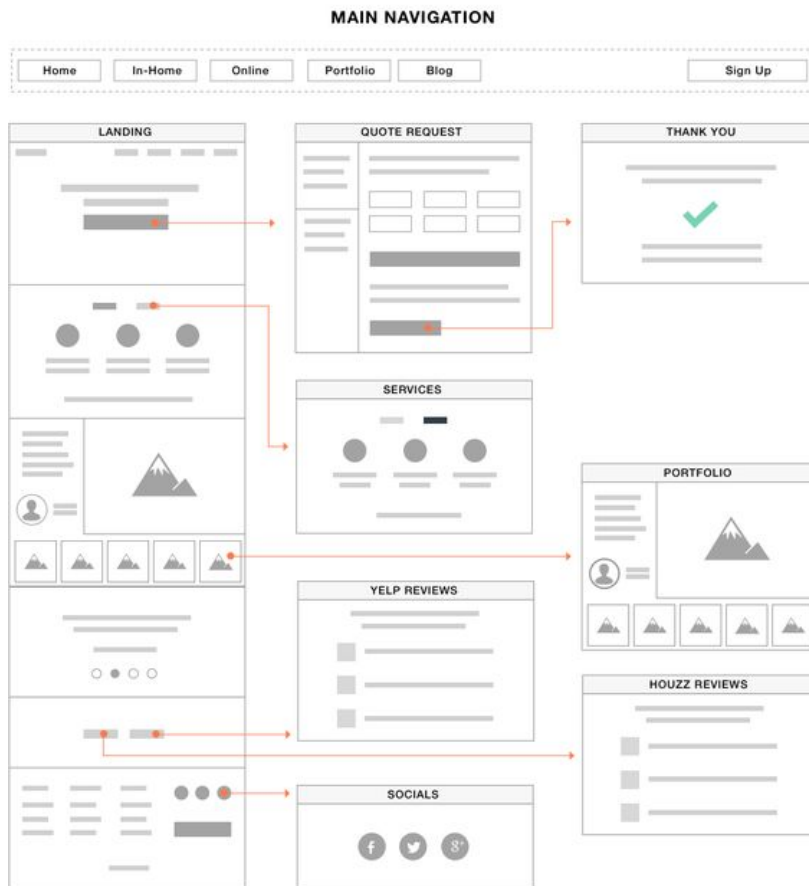 MAIN NAVIGATION
Home
In-Home
Online
Portfolio
Blog
Sign Up
LANDING
QUOTE REQUEST
THANK YOU
SERVICES
PORTFOLIO
YELP REVIEWS
HOUZZ REVIEWS
SOCIALS